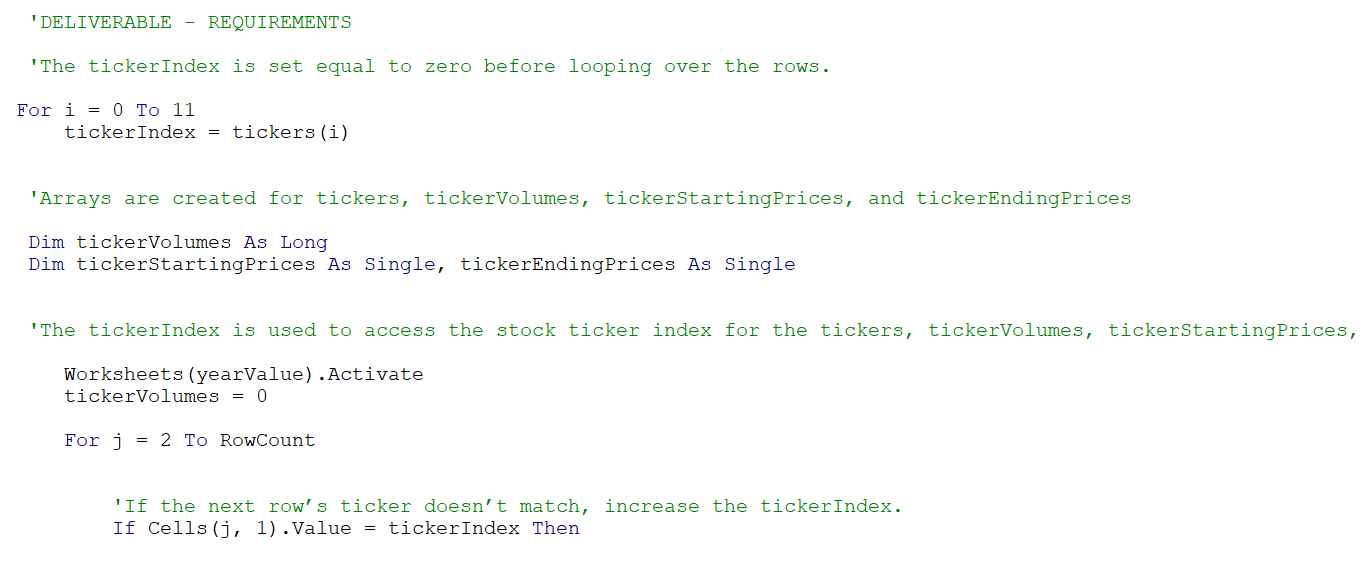 'DELIVERABLE - REQUIREMENTS
'The tickerIndex is set equal to zero before looping over the rows.
For i = 0 To 11
tickerIndex = tickers(i)
'Arrays are created for tickers, tickerVolumes, tickerStartingPrices, and tickerEndingPrices
Dim tickerVolumes As Long
Dim tickerStartingPrices As Single, tickerEndingPrices As Single
'The tickerIndex is used to access the stock ticker index for the tickers, tickerVolumes, tickerStartingPrices,
Worksheets(yearValue).Activate
tickerVolumes = 0
For j = 2 To RowCount
'If the next row’s ticker doesn’t match, increase the tickerIndex.
If Cells(j, 1).Value = tickerIndex Then